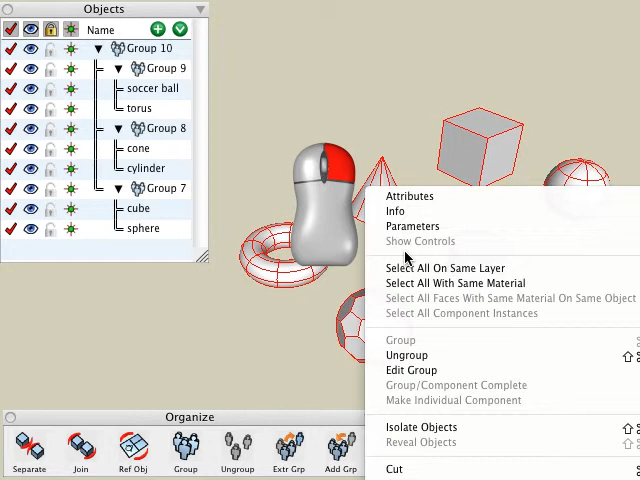 Objects
Name
Group 10
Group 9
soccer ball
torus
Group 8
cone
cylinder
Group 7
cube
sphere
Attributes
Info
Parameters
Show Controls
Select All On Same Layer
Select All With Same Material
Select All Faces With Same Material On Same Object
Select All Component Instances
Group
Ungroup
Edit Group
Group/Component Complete
Make Individual Component
Isolate Objects
Reveal Objects
Cut
Organize
Separate Join Ref Obj Group Ungroup Extr Grp Add Grp